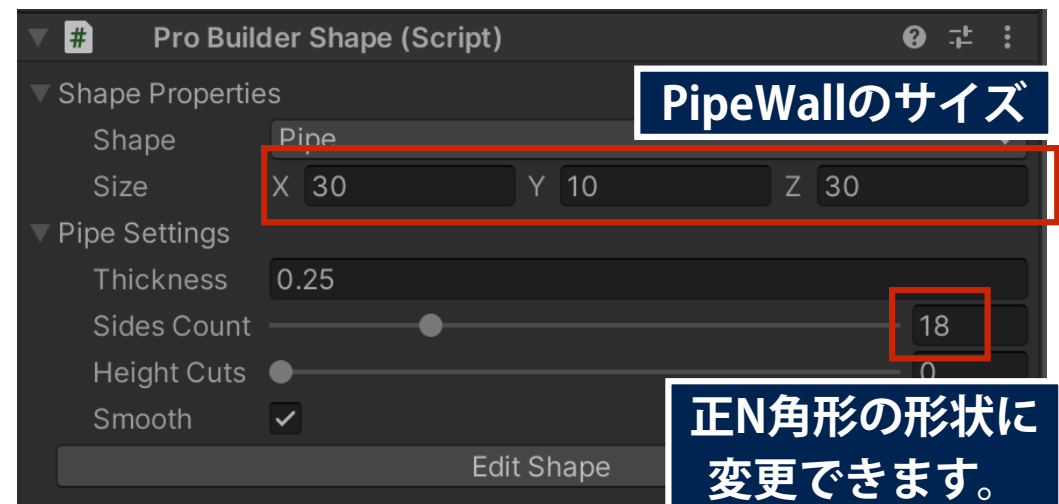 # Pro Builder Shape (Script)
Shape Properties
PipeWallのサイズ
Shape Pipe
Size X 30 Y 10 Z 30
Pipe Settings
Thickness 0.25
Sides Count 18
Height Cuts 0
Smooth
正N角形の形状に
変更できます。
Edit Shape